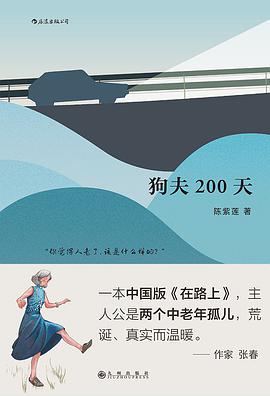 后浪出版公司
狗夫 200 天
陈紫莲 著
“你觉得人老了，该是什么样的？”
一本中国版《在路上》，主
人公是两个中老年孤儿，荒
诞、真实而温暖。
—— 作家 张春
九州出版社
JIUZHOUPRESS